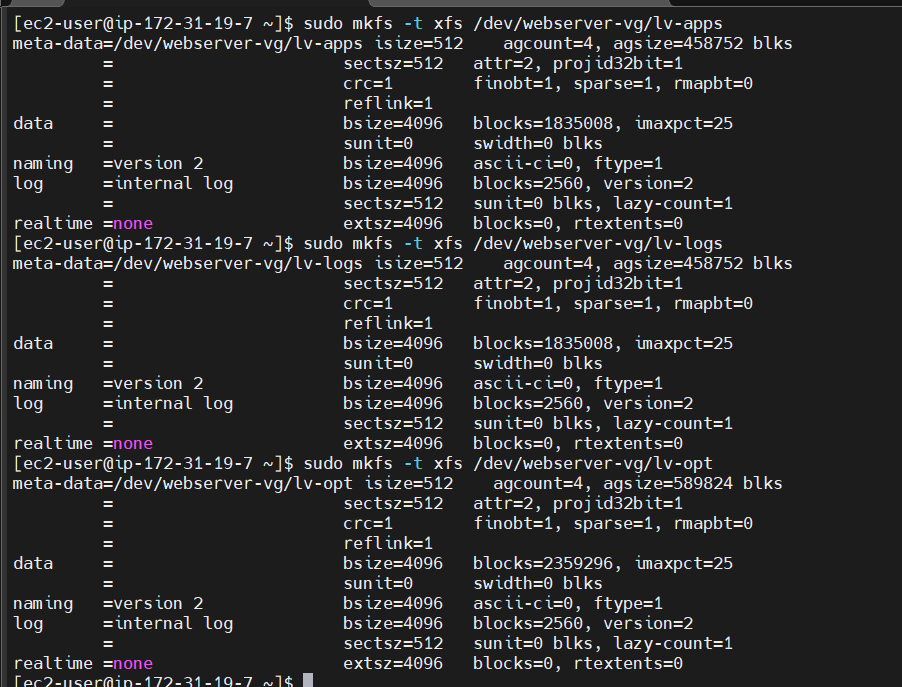 [ec2-user@ip-172-31-19-7 ~]$ sudo mkfs -t xfs /dev/webserver-vg/lv-apps
meta-data=/dev/webserver-vg/lv-apps isize=512    agcount=4, agsize=458752 blks
         =                       sectsz=512   attr=2, projid32bit=1
         =                       crc=1        finobt=1, sparse=1, rmapbt=0
         =                       reflink=1
data     =                       bsize=4096   blocks=1835008, imaxpct=25
         =                       sunit=0      swidth=0 blks
naming   =version 2              bsize=4096   ascii-ci=0, ftype=1
log      =internal log           bsize=4096   blocks=2560, version=2
         =                       sectsz=512   sunit=0 blks, lazy-count=1
realtime =none                   extsz=4096   blocks=0, rtextents=0
[ec2-user@ip-172-31-19-7 ~]$ sudo mkfs -t xfs /dev/webserver-vg/lv-logs
meta-data=/dev/webserver-vg/lv-logs isize=512    agcount=4, agsize=458752 blks
         =                       sectsz=512   attr=2, projid32bit=1
         =                       crc=1        finobt=1, sparse=1, rmapbt=0
         =                       reflink=1
data     =                       bsize=4096   blocks=1835008, imaxpct=25
         =                       sunit=0      swidth=0 blks
naming   =version 2              bsize=4096   ascii-ci=0, ftype=1
log      =internal log           bsize=4096   blocks=2560, version=2
         =                       sectsz=512   sunit=0 blks, lazy-count=1
realtime =none                   extsz=4096   blocks=0, rtextents=0
[ec2-user@ip-172-31-19-7 ~]$ sudo mkfs -t xfs /dev/webserver-vg/lv-opt
meta-data=/dev/webserver-vg/lv-opt isize=512    agcount=4, agsize=589824 blks
         =                       sectsz=512   attr=2, projid32bit=1
         =                       crc=1        finobt=1, sparse=1, rmapbt=0
         =                       reflink=1
data     =                       bsize=4096   blocks=2359296, imaxpct=25
         =                       sunit=0      swidth=0 blks
naming   =version 2              bsize=4096   ascii-ci=0, ftype=1
log      =internal log           bsize=4096   blocks=2560, version=2
         =                       sectsz=512   sunit=0 blks, lazy-count=1
realtime =none                   extsz=4096   blocks=0, rtextents=0
[ec2-user@ip-172-31-19-7 ~]$